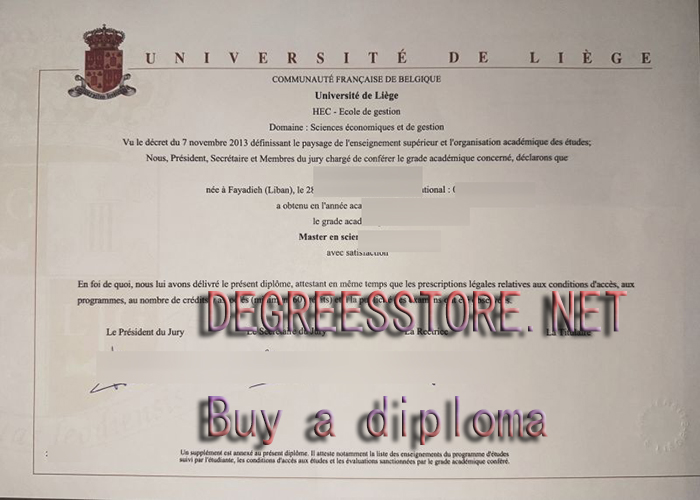 UNIVERSITÉ DE LIÈGE
COMMUNAUTÉ FRANÇAISE DE BELGIQUE
Université de Liège
HEC - Ecole de gestion
Domaine : Sciences économiques et de gestion
Vu le décret du 7 novembre 2013 définissant le paysage de l'enseignement supérieur et l'organisation académique des études;
Nous, Président, Secrétaire et Membres du jury chargé de conférer le grade académique concerné, déclarons que
née à Fayadieh (Liban), le 28
a obtenu en l'année aca
le grade acad
Master en scien
avec satisfaction
En foi de quoi, nous lui avons délivré le présent diplôme, attestant en même temps que les prescriptions légales relatives aux conditions d'accès, aux
programmes, au nombre de crédits
DEGREESSTORE.NET
Le Président du Jury Le Secrétaire du Jury La Rectrice La Titulaire
Buy a diploma
Un supplément est annexé au présent diplôme. Il atteste notamment la liste des enseignements du programme d'études
suivi par l'étudiante, les conditions d'accès aux études et les évaluations sanctionnées par le grade académique conféré.